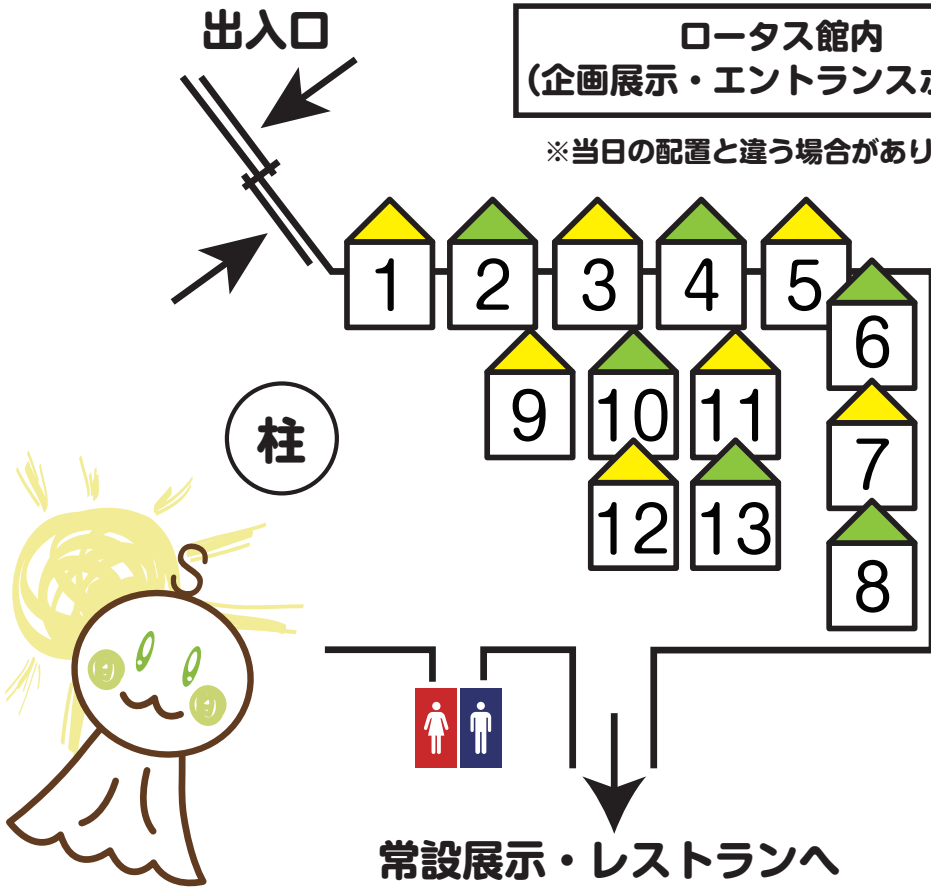 出入口
ロータス館内
(企画展示・エントランスホ
※当日の配置と違う場合があり
1 2 3 4 5
6
9 10 11
7
12 13
8
柱
常設展示・レストランへ